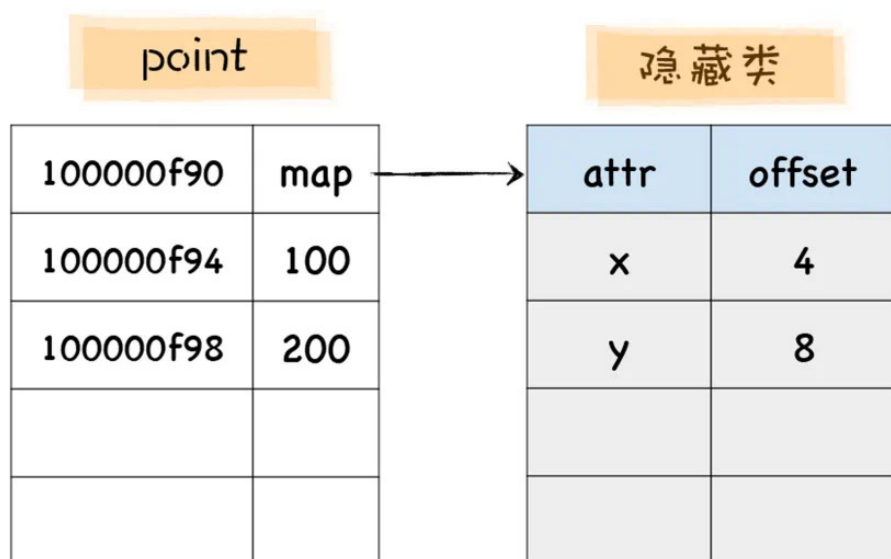 point
隐藏类
100000f90 map
100000f94 100
100000f98 200
attr offset
x 4
y 8